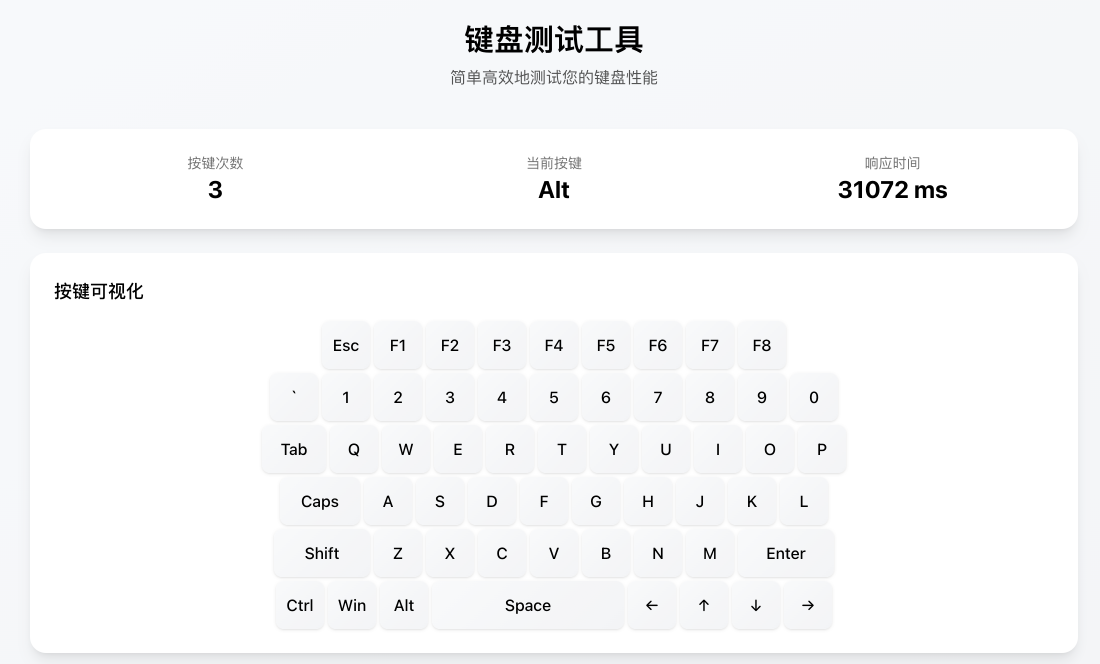 键盘测试工具
简单高效地测试您的键盘性能
按键次数 当前按键 响应时间
3 Alt 31072 ms
按键可视化
Esc F1 F2 F3 F4 F5 F6 F7 F8
` 1 2 3 4 5 6 7 8 9 0
Tab Q W E R T Y U I O P
Caps A S D F G H J K L
Shift Z X C V B N M Enter
Ctrl Win Alt Space ← ↑ ↓ →